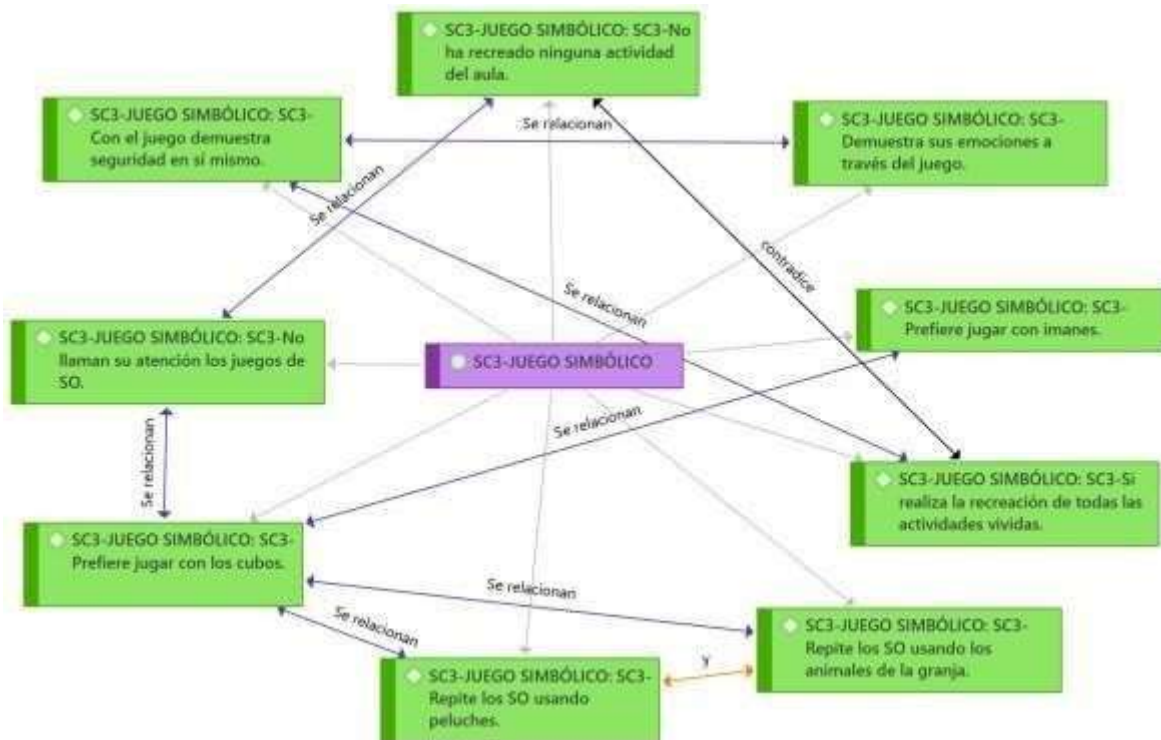 SC3-JUEGO SIMBÓLICO: SC3-No
ha recreado ninguna actividad
del aula.
SC3-JUEGO SIMBÓLICO: SC3-
Con el juego demuestra
seguridad en sí mismo.
Se relacionan
SC3-JUEGO SIMBÓLICO: SC3-
Demuestra sus emociones a
través del juego.
Se relacionan
contradice
Se relacionan
SC3-JUEGO SIMBÓLICO: SC3-
Prefiere jugar con imanes.
SC3-JUEGO SIMBÓLICO: SC3-No
llaman su atención los juegos de
SO.
SC3-JUEGO SIMBÓLICO
Se relacionan
Se relacionan
SC3-JUEGO SIMBÓLICO: SC3-Si
realiza la recreación de todas las
actividades vividas.
SC3-JUEGO SIMBÓLICO: SC3-
Prefiere jugar con los cubos.
Se relacionan
Se relacionan
SC3-JUEGO SIMBÓLICO: SC3-
Repite los SO usando los
animales de la granja.
Y
SC3-JUEGO SIMBÓLICO: SC3-
Repite los SO usando
peluches.